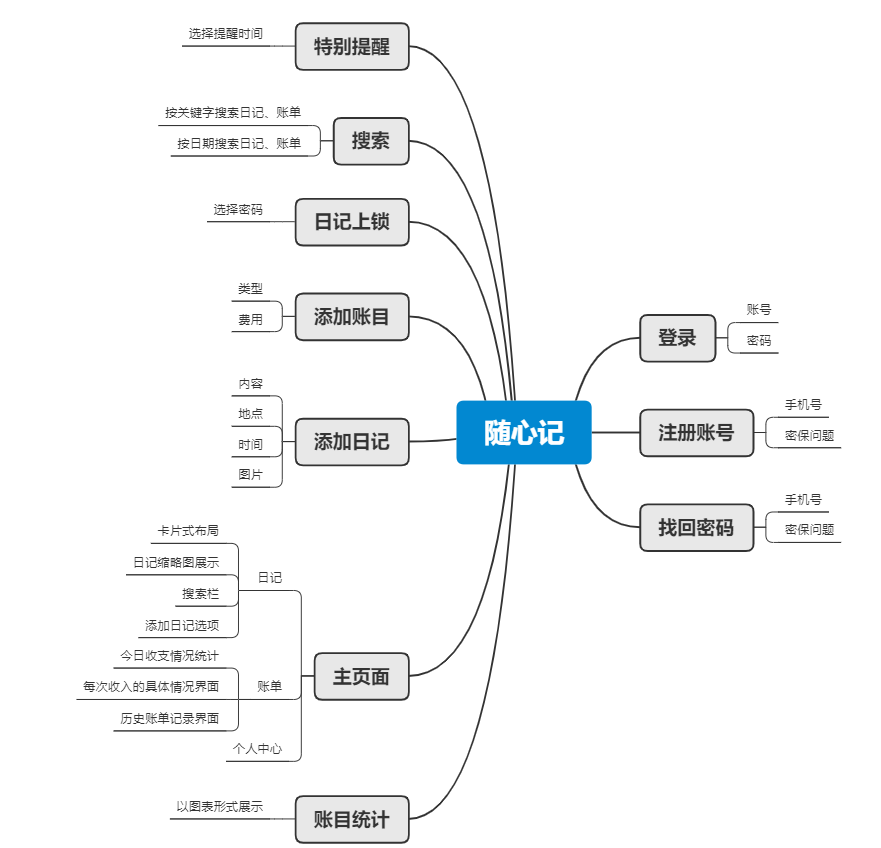 随心记
登录
账号
密码
注册账号
手机号
密保问题
找回密码
手机号
密保问题
特别提醒
选择提醒时间
搜索
按关键字搜索日记、账单
按日期搜索日记、账单
日记上锁
选择密码
添加账目
类型
费用
添加日记
内容
地点
时间
图片
主页面
日记
卡片式布局
日记缩略图展示
搜索栏
添加日记选项
账单
今日收支情况统计
每次收入的具体情况界面
历史账单记录界面
个人中心
账目统计
以图表形式展示